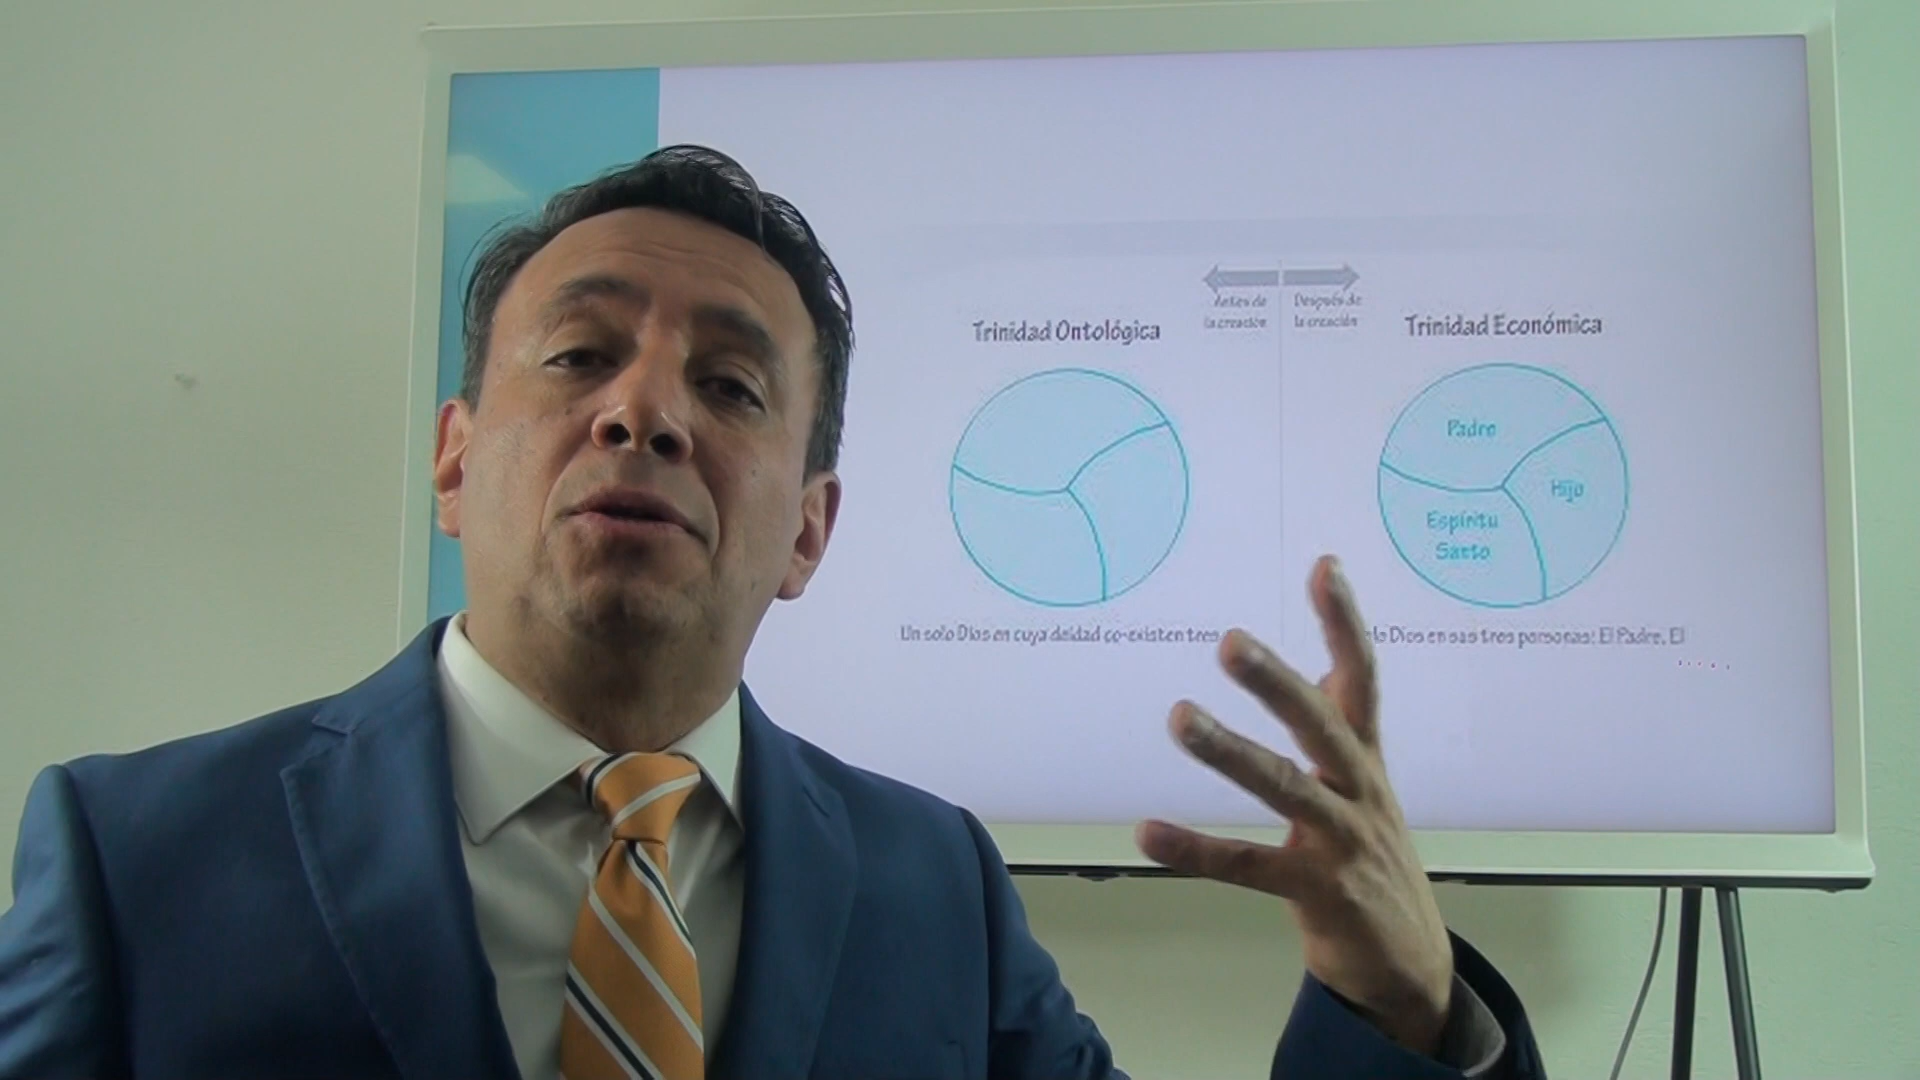 Antes de
la creación
Después de
la creación
Trinidad Ontológica
Trinidad Económica
Padre
Hijo
Espíritu
Santo
Un solo Dios en cuya deidad co-existen tres
Dios en sus tres personas: El Padre, El